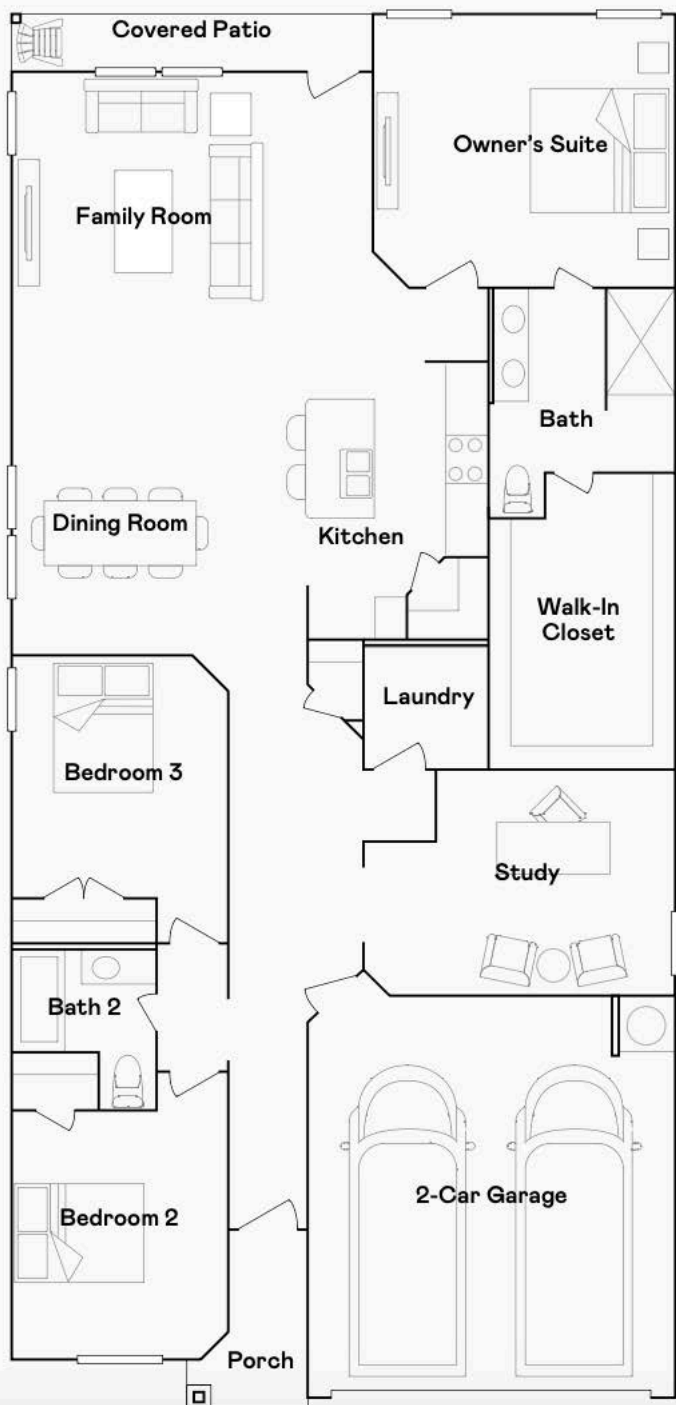 Covered Patio
Owner's Suite
Family Room
Bath
Dining Room
Kitchen
Walk-In
Closet
Laundry
Bedroom 3
Study
Bath 2
2-Car Garage
Bedroom 2
Porch